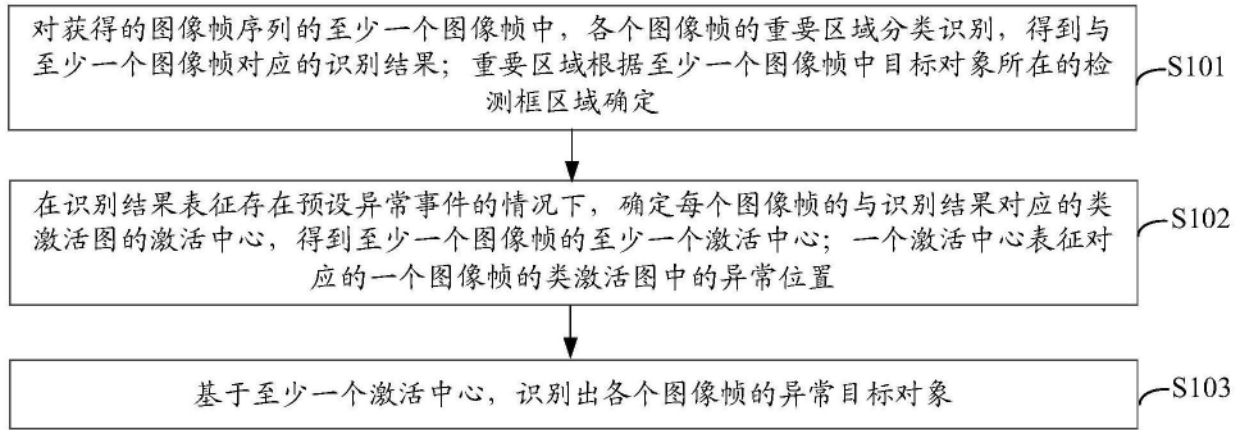 对获得的图像帧序列的至少一个图像帧中，各个图像帧的重要区域分类识别，得到与
至少一个图像帧对应的识别结果；重要区域根据至少一个图像帧中目标对象所在的检
测框区域确定
S101
在识别结果表征存在预设异常事件的情况下，确定每个图像帧的与识别结果对应的类
激活图的激活中心，得到至少一个图像帧的至少一个激活中心；一个激活中心表征对
应的一个图像帧的类激活图中的异常位置
S102
基于至少一个激活中心，识别出各个图像帧的异常目标对象
S103